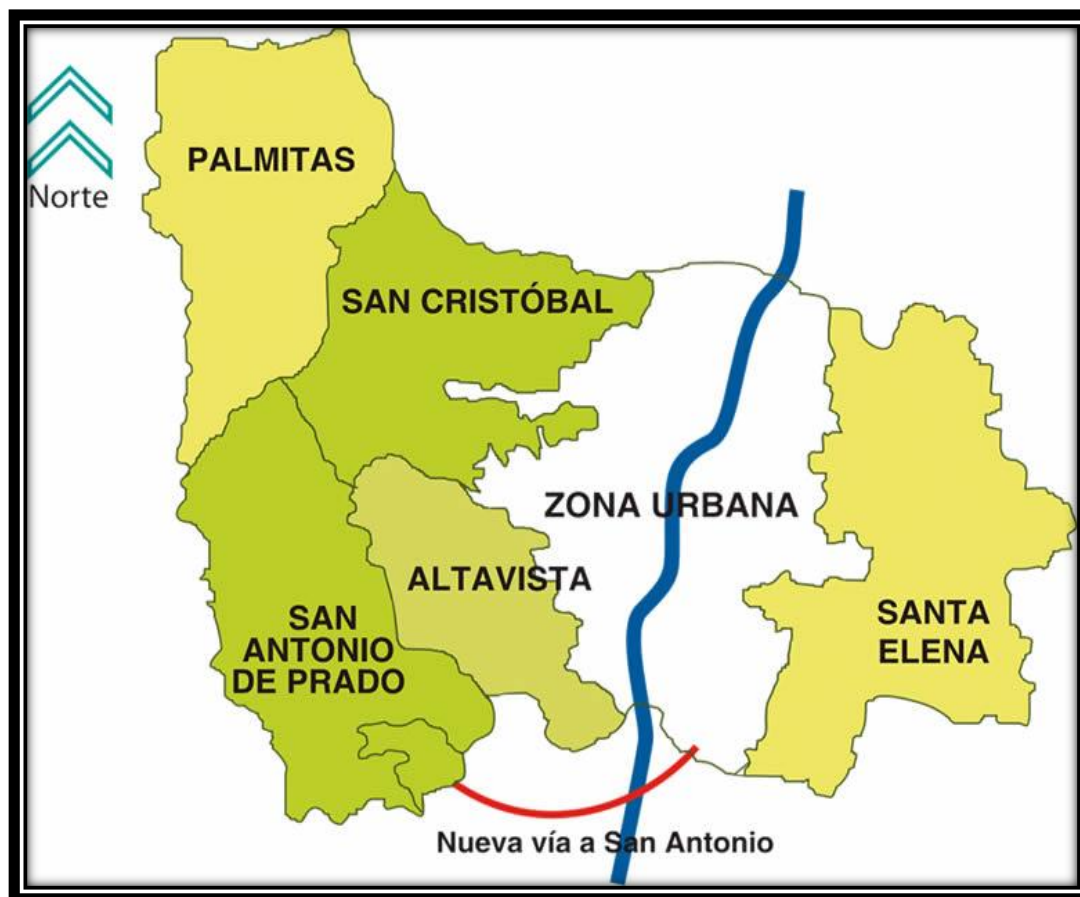 Norte
PALMITAS
SAN CRISTÓBAL
ZONA URBANA
ALTAVISTA
SAN
ANTONIO
DE PRADO
SANTA
ELENA
Nueva vía a San Antonio